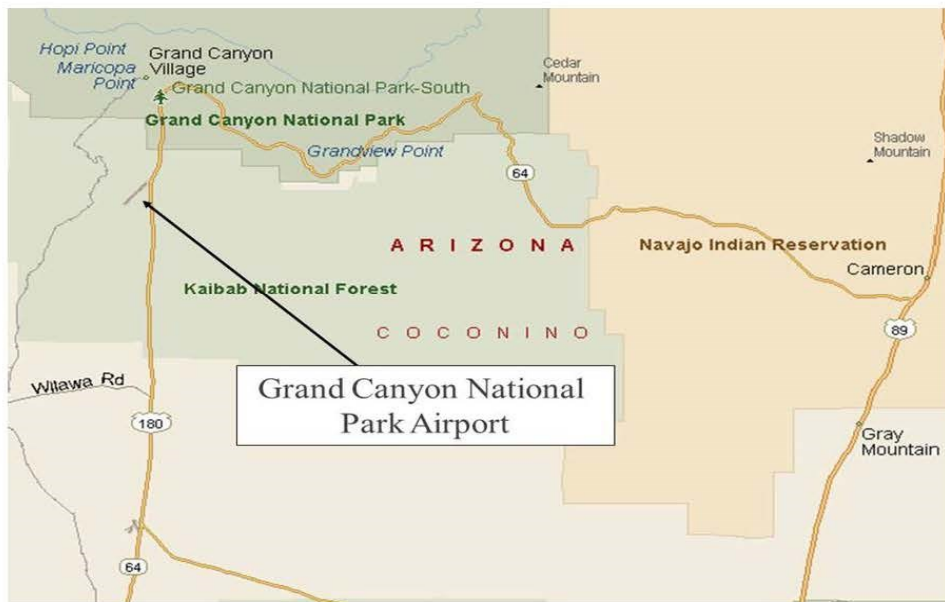 Hopi Point
Maricopa
Point
Grand Canyon
Village
Grand Canyon National Park-South
Grand Canyon National Park
Grandview Point
Cedar
Mountain
Shadow
Mountain
64
ARIZONA
Navajo Indian Reservation
Cameron
Kaibab National Forest
COCONINO
89
Wilawa Rd
Grand Canyon National
Park Airport
180
Gray
Mountain
64